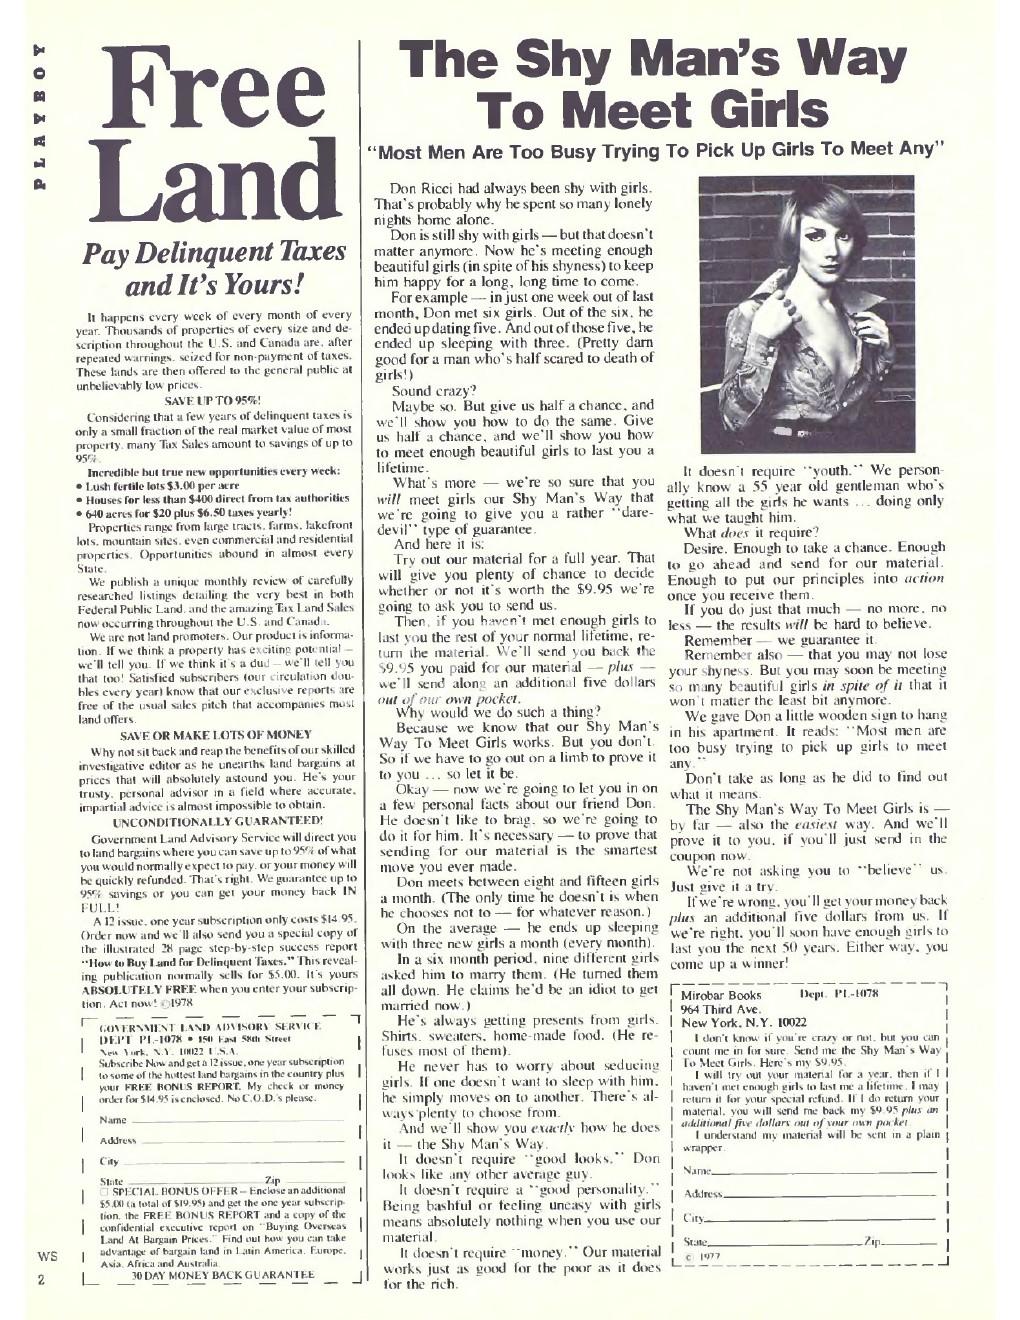 PLAYBOY
Free
Land
Pay Delinquent Taxes
and It's Yours!
It happens every week of every month of every
year. Thousands of properties of every size and de-
scription throughout the U.S. and Canada are, after
repeated warnings, seized for non-payment of taxes.
These lands are then offered to the general public at
unbelievably low prices.
SAVE UP TO 95%!
Considering that a few years of delinquent taxes is
only a small fraction of the real market value of most
property, many Tax Sales amount to savings of up to
95%.
Incredible but true new opportunities every week:
• Lush fertile lots $3.00 per acre
• Houses for less than $400 direct from tax authorities
• 640 acres for $20 plus $6.50 taxes yearly!
Properties range from large tracts, farms, lakefront
lots, mountain sites, even commercial and residential
properties. Opportunities abound in almost every
State.
We publish a unique monthly review of carefully
researched listings detailing the very best in both
Federal Public Land, and the amazing Tax Land Sales
now occurring throughout the U.S. and Canada.
We are not land promoters. Our product is informa-
tion. If we think a property has exciting potential —
we'll tell you. If we think it's a dud — we'll tell you
that too! Satisfied subscribers (our circulation dou-
bles every year) know that our exclusive reports are
free of the usual sales pitch that accompanies most
land offers.
SAVE OR MAKE LOTS OF MONEY
Why not sit back and reap the benefits of our skilled
investigative editor as he unearths land bargains at
prices that will absolutely astound you. He's your
trusty, personal advisor in a field where accurate,
impartial advice is almost impossible to obtain.
UNCONDITIONALLY GUARANTEED!
Government Land Advisory Service will direct you
to land bargains where you can save up to 95% of what
you would normally expect to pay, or your money will
be quickly refunded. That's right. We guarantee up to
95% savings or you can get your money back IN
FULL!
A 12 issue, one year subscription only costs $14.95.
Order now and we'll also send you a special copy of
the illustrated 28 page step-by-step success report
"How to Buy Land for Delinquent Taxes." This reveal-
ing publication normally sells for $5.00. It's yours
ABSOLUTELY FREE when you enter your subscrip-
tion. Act now! ©1978
GOVERNMENT LAND ADVISORY SERVICE
DEPT PL-1078 • 150 East 58th Street
New York, N.Y. 10022 U.S.A.
Subscribe Now and get a 12 issue, one year subscription
to some of the hottest land bargains in the country plus
your FREE BONUS REPORT. My check or money
order for $14.95 is enclosed. No C.O.D.'s please.
Name
Address
City
State Zip
□ SPECIAL BONUS OFFER — Enclose an additional
$5.00 (a total of $19.95) and get the one year subscrip-
tion, the FREE BONUS REPORT and a copy of the
confidential executive report on "Buying Overseas
Land At Bargain Prices." Find out how you can take
advantage of bargain land in Latin America, Europe,
Asia, Africa and Australia.
30 DAY MONEY BACK GUARANTEE
WS
2
The Shy Man's Way
To Meet Girls
"Most Men Are Too Busy Trying To Pick Up Girls To Meet Any"
Don Ricci had always been shy with girls.
That's probably why he spent so many lonely
nights home alone.
Don is still shy with girls — but that doesn't
matter anymore. Now he's meeting enough
beautiful girls (in spite of his shyness) to keep
him happy for a long, long time to come.
For example — in just one week out of last
month, Don met six girls. Out of the six, he
ended up dating five. And out of those five, he
ended up sleeping with three. (Pretty darn
good for a man who's half scared to death of
girls!)
Sound crazy?
Maybe so. But give us half a chance, and
we'll show you how to do the same. Give
us half a chance, and we'll show you how
to meet enough beautiful girls to last you a
lifetime.
What's more — we're so sure that you
will meet girls our Shy Man's Way that
we're going to give you a rather "dare-
devil" type of guarantee.
And here it is:
Try out our material for a full year. That
will give you plenty of chance to decide
whether or not it's worth the $9.95 we're
going to ask you to send us.
Then, if you haven't met enough girls to
last you the rest of your normal lifetime, re-
turn the material. We'll send you back the
$9.95 you paid for our material — plus —
we'll send along an additional five dollars
out of our own pocket.
Why would we do such a thing?
Because we know that our Shy Man's
Way To Meet Girls works. But you don't.
So if we have to go out on a limb to prove it
to you ... so let it be.
Okay — now we're going to let you in on
a few personal facts about our friend Don.
He doesn't like to brag, so we're going to
do it for him. It's necessary — to prove that
sending for our material is the smartest
move you ever made.
Don meets between eight and fifteen girls
a month. (The only time he doesn't is when
he chooses not to — for whatever reason.)
On the average — he ends up sleeping
with three new girls a month (every month).
In a six month period, nine different girls
asked him to marry them. (He turned them
all down. He claims he'd be an idiot to get
married now.)
He's always getting presents from girls.
Shirts, sweaters, home-made food. (He re-
fuses most of them).
He never has to worry about seducing
girls. If one doesn't want to sleep with him,
he simply moves on to another. There's al-
ways plenty to choose from.
And we'll show you exactly how he does
it — the Shy Man's Way.
It doesn't require "good looks." Don
looks like any other average guy.
It doesn't require a "good personality."
Being bashful or feeling uneasy with girls
means absolutely nothing when you use our
material.
It doesn't require "money." Our material
works just as good for the poor as it does
for the rich.
It doesn't require "youth." We person-
ally know a 55 year old gentleman who's
getting all the girls he wants ... doing only
what we taught him.
What does it require?
Desire. Enough to take a chance. Enough
to go ahead and send for our material.
Enough to put our principles into action
once you receive them.
If you do just that much — no more, no
less — the results will be hard to believe.
Remember — we guarantee it.
Remember also — that you may not lose
your shyness. But you may soon be meeting
so many beautiful girls in spite of it that it
won't matter the least bit anymore.
We gave Don a little wooden sign to hang
in his apartment. It reads: "Most men are
too busy trying to pick up girls to meet
any."
Don't take as long as he did to find out
what it means.
The Shy Man's Way To Meet Girls is —
by far — also the easiest way. And we'll
prove it to you, if you'll just send in the
coupon now.
We're not asking you to "believe" us.
Just give it a try.
If we're wrong, you'll get your money back
plus an additional five dollars from us. If
we're right, you'll soon have enough girls to
last you the next 50 years. Either way, you
come up a winner!
Mirobar Books Dept. PL-1078
964 Third Ave.
New York, N.Y. 10022
I don't know if you're crazy or not, but you can
count me in for sure. Send me the Shy Man's Way
To Meet Girls. Here's my $9.95.
I will try out your material for a year, then if I
haven't met enough girls to last me a lifetime, I may
return it for your special refund. If I do return your
material, you will send me back my $9.95 plus an
additional five dollars out of your own pocket.
I understand my material will be sent in a plain
wrapper.
Name
Address
City
State Zip
© 1977